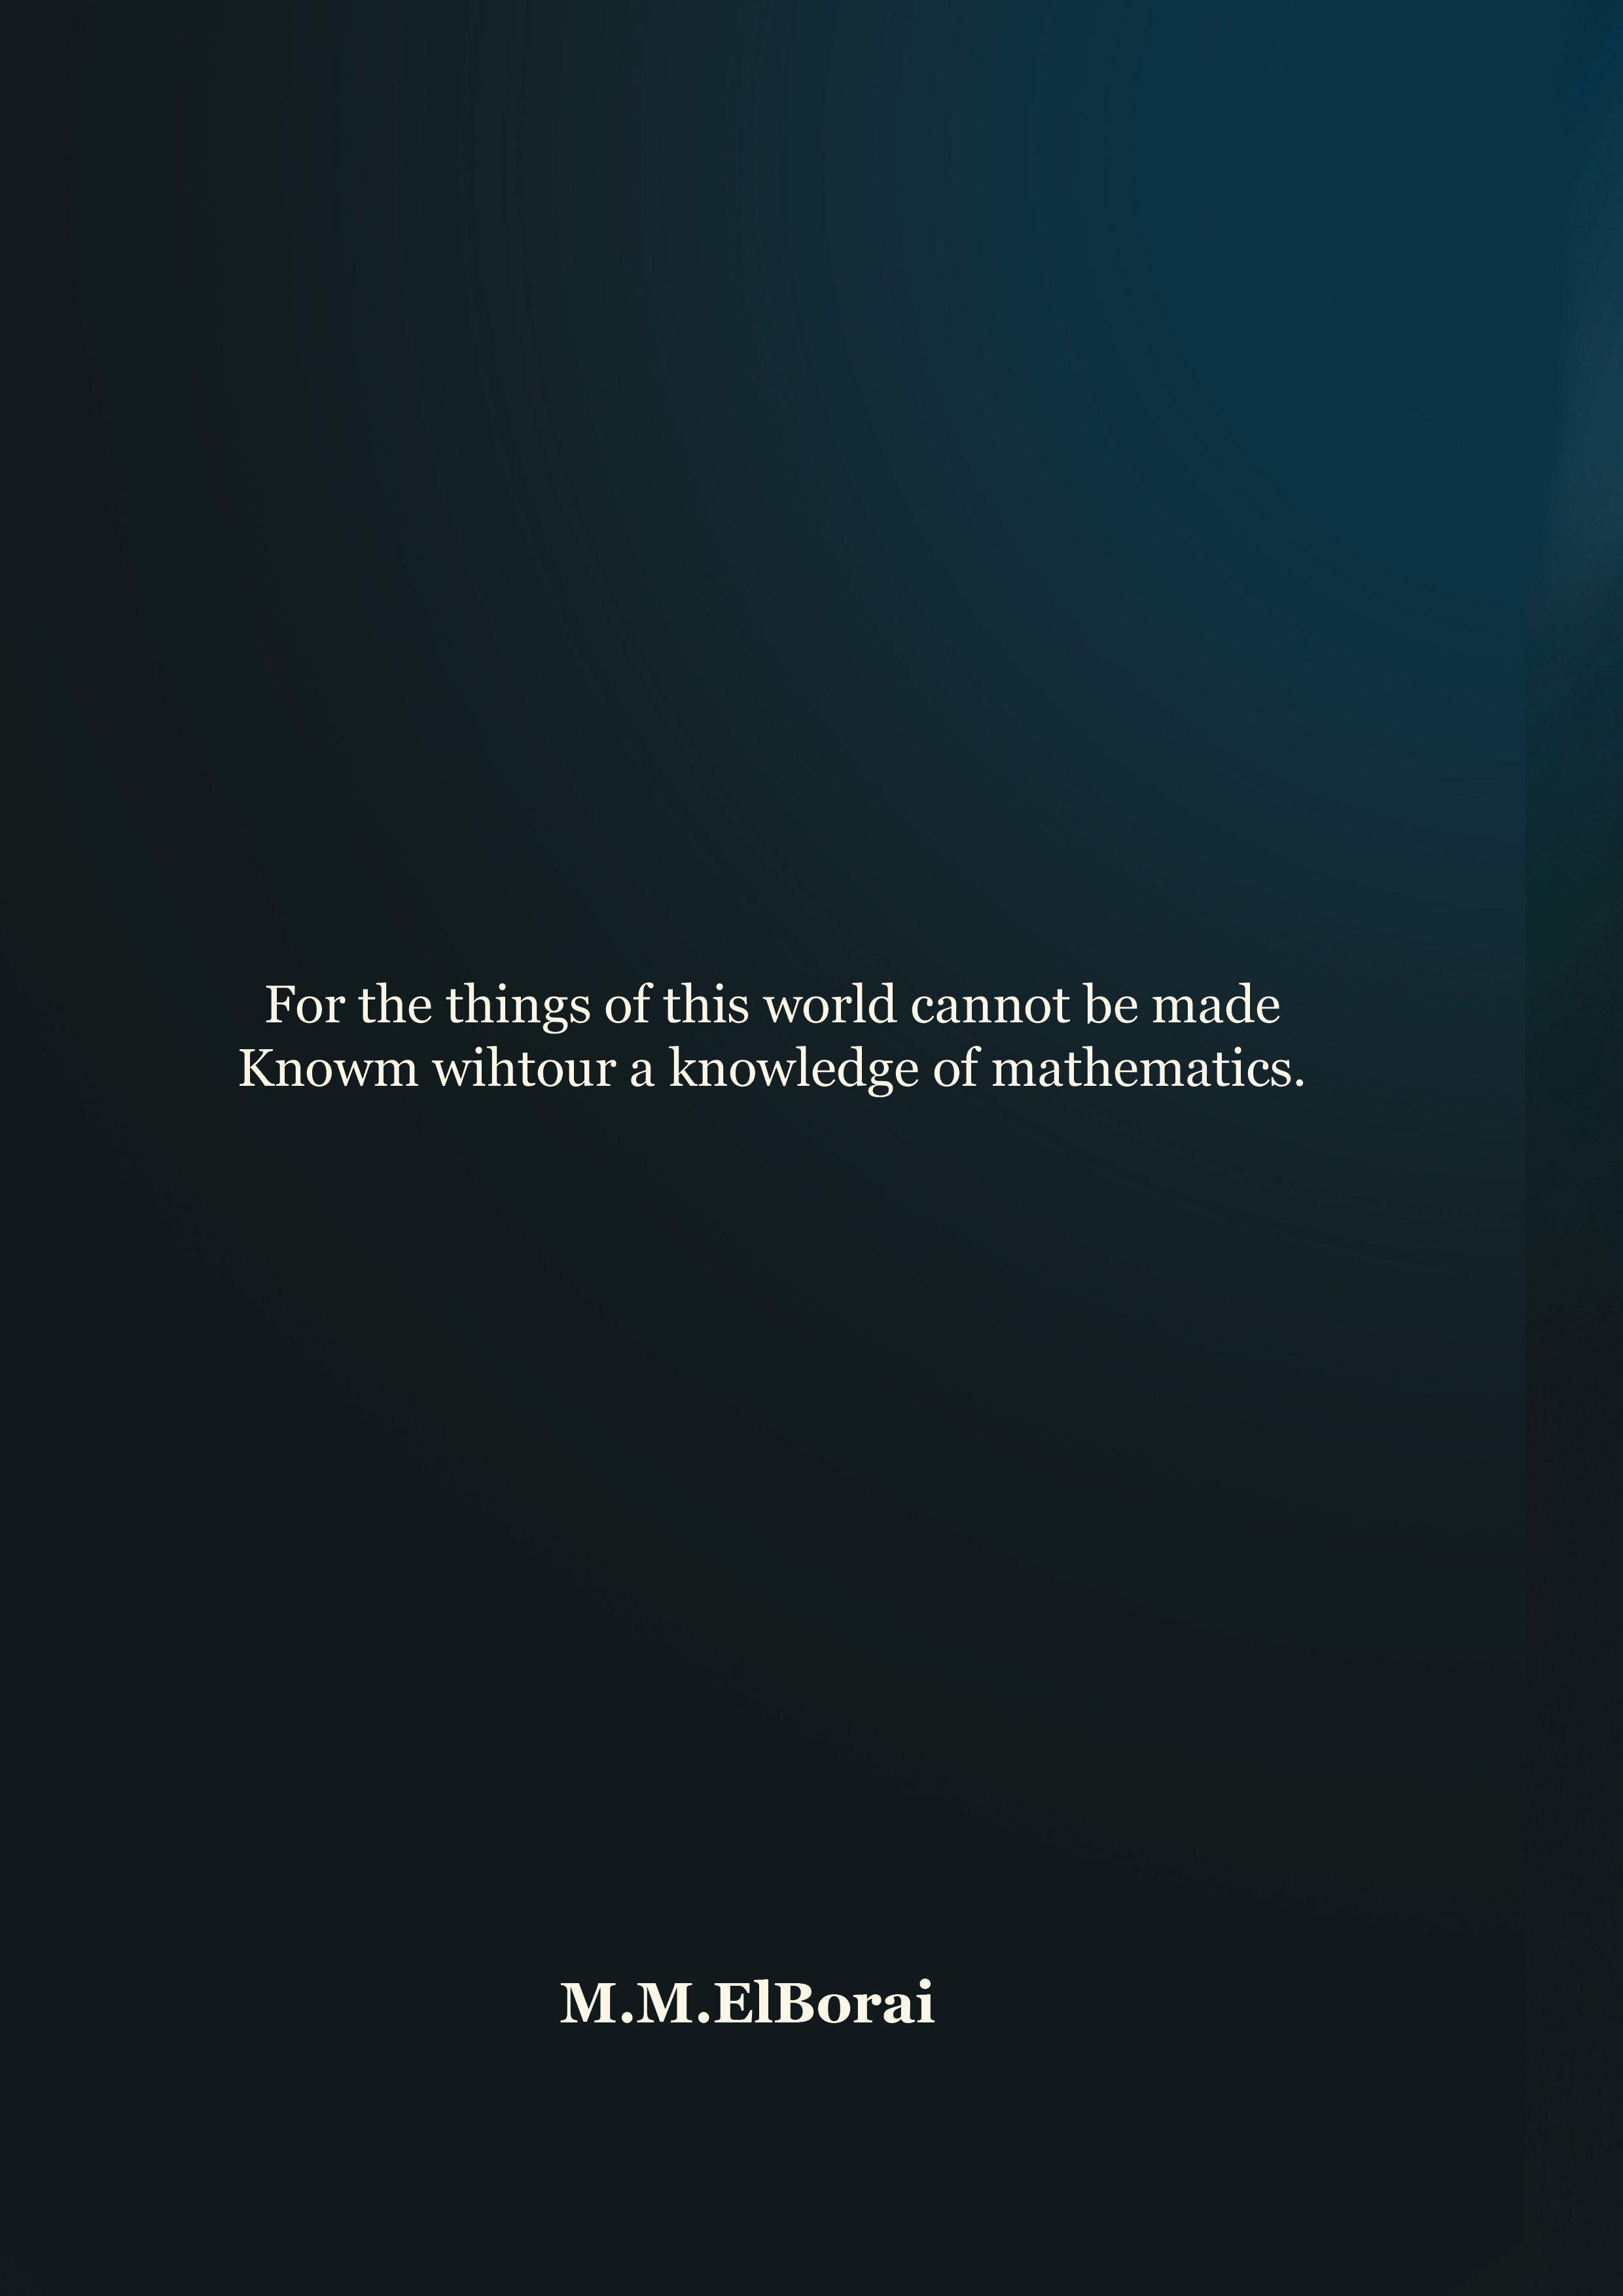 For the things of this world cannot be made
Knowm wihtour a knowledge of mathematics.
M.M.ElBorai